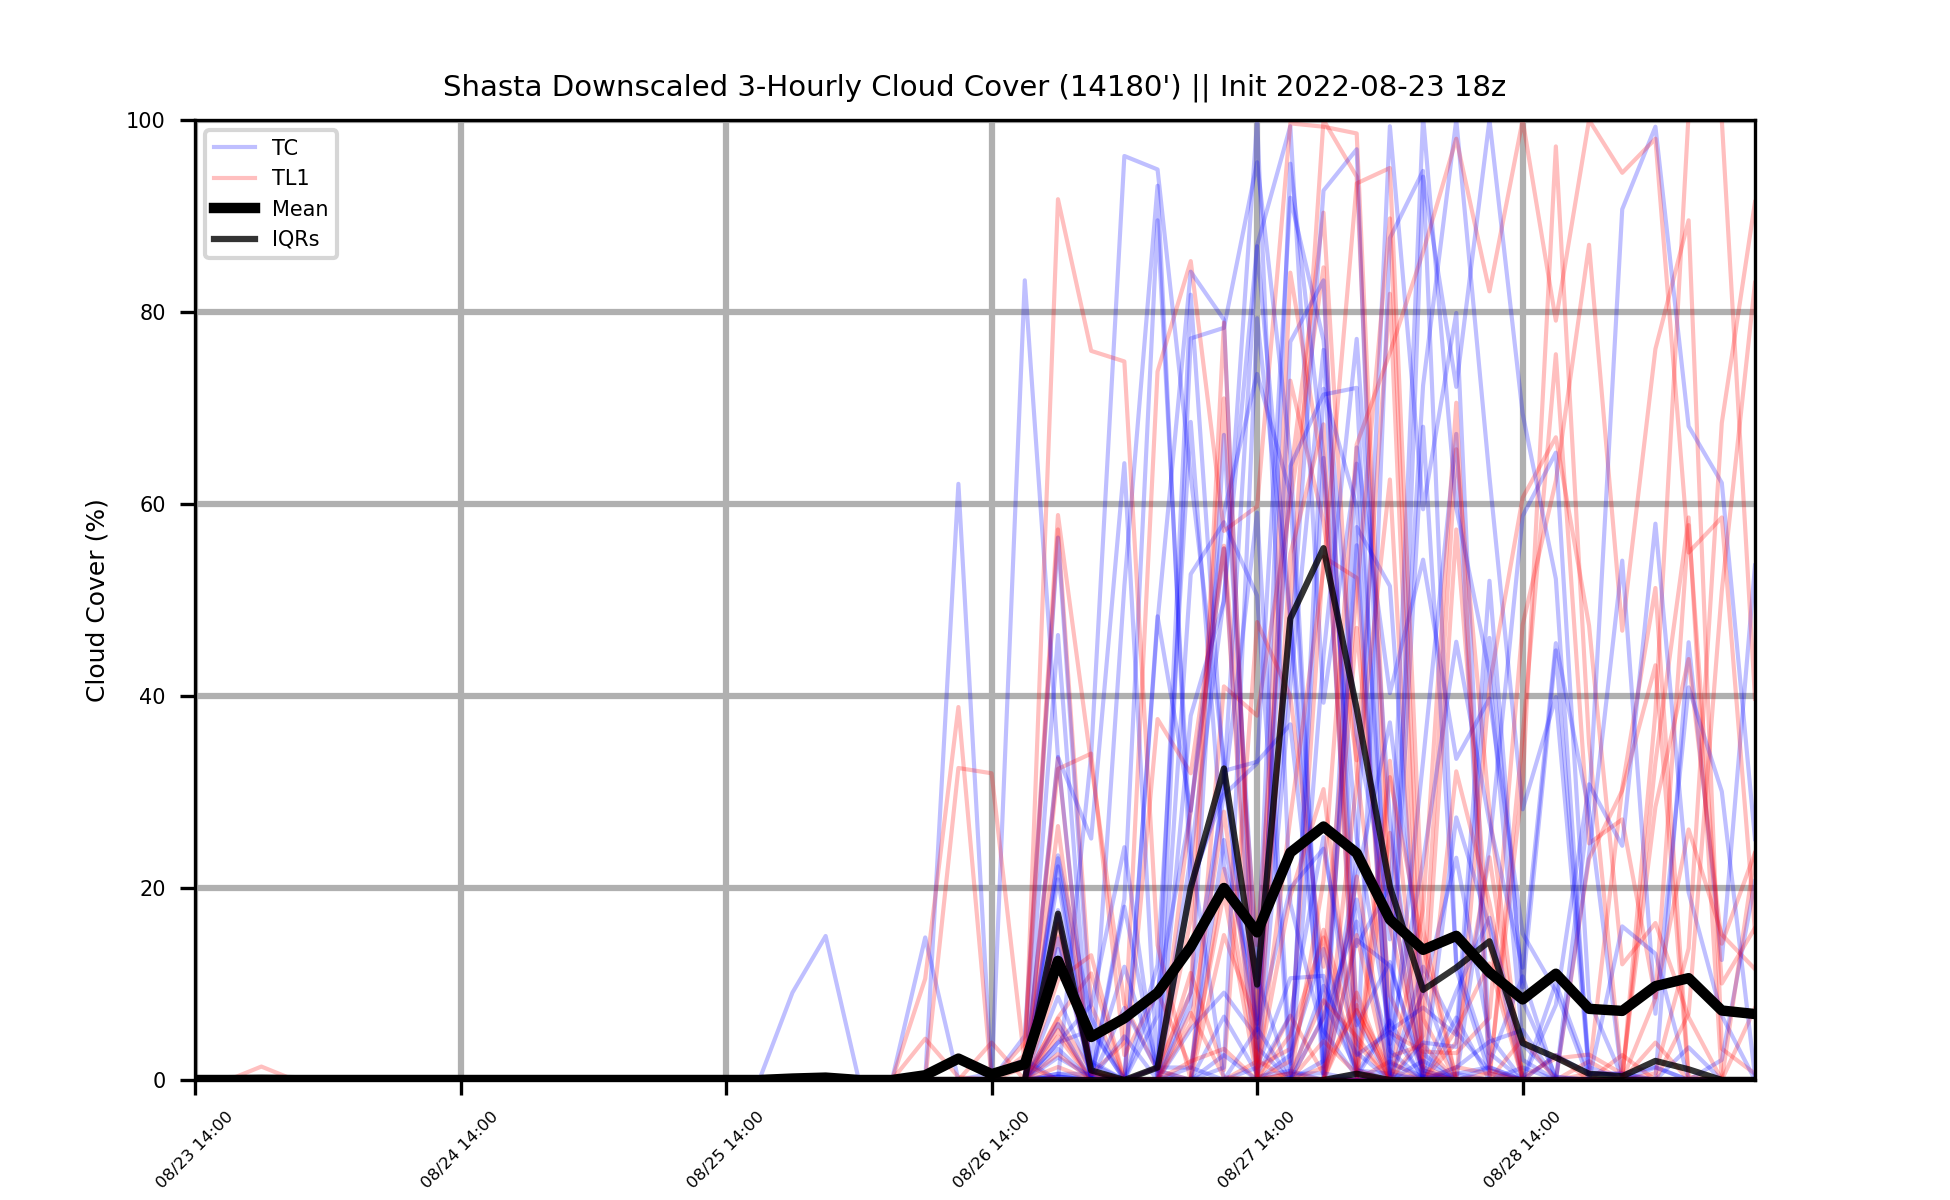 Shasta Downscaled 3-Hourly Cloud Cover (14180') || Init 2022-08-23 18z
Cloud Cover (%)
100
80
60
40
20
0
TC
TL1
Mean
IQRs
08/23 14:00
08/24 14:00
08/25 14:00
08/26 14:00
08/27 14:00
08/28 14:00